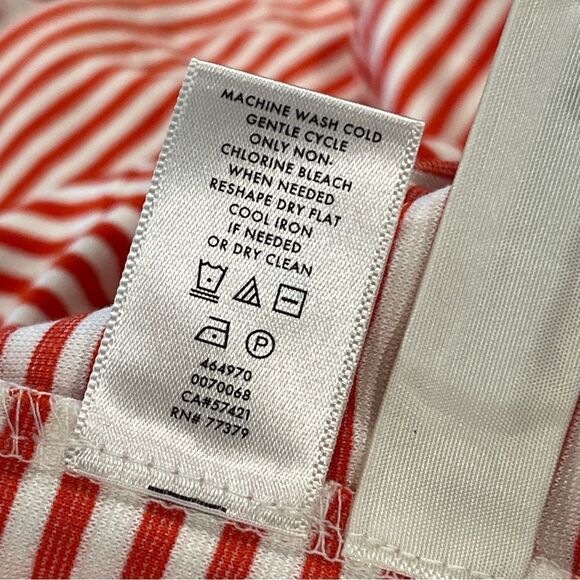 MACHINE WASH COLD
GENTLE CYCLE
ONLY NON-
CHLORINE BLEACH
WHEN NEEDED
RESHAPE DRY FLAT
COOL IRON
IF NEEDED
OR DRY CLEAN
P
464970
0070068
CA#57421
RN# 77379